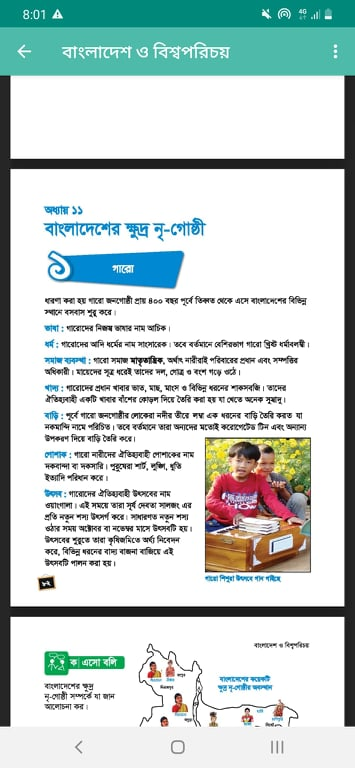 8:01
4G
বাংলাদেশ ও বিশ্বপরিচয়
অধ্যায় ১১
বাংলাদেশের ক্ষুদ্র নৃ-গোষ্ঠী
১
গারো
ধারণা করা হয় গারো জনগোষ্ঠী প্রায় ৪০০ বছর পূর্বে তিব্বত থেকে এসে বাংলাদেশের বিভিন্ন
স্থানে বসবাস শুরু করে।
ভাষা : গারোদের নিজস্ব ভাষার নাম আচিক।
ধর্ম : গারোদের আদি ধর্মের নাম সাংসারেক। তবে বর্তমানে বেশিরভাগ গারো খ্রিষ্ট ধর্মাবলম্বী।
সমাজ ব্যবস্থা : গারো সমাজ মাতৃতান্ত্রিক, অর্থাৎ নারীরাই পরিবারের প্রধান এবং সম্পত্তির
অধিকারী। মায়েদের সূত্র ধরেই তাদের দল, গোত্র ও বংশ গড়ে ওঠে।
খাদ্য : গারোদের প্রধান খাবার ভাত, মাছ, মাংস ও বিভিন্ন ধরনের শাকসবজি। তাদের
ঐতিহ্যবাহী একটি খাবার বাঁশের কোড়ল দিয়ে তৈরি করা হয় যা খেতে অনেক সুস্বাদু।
বাড়ি : পূর্বে গারো জনগোষ্ঠীর লোকেরা নদীর তীরে লম্বা এক ধরনের বাড়ি তৈরি করত যা
নকমান্দি নামে পরিচিত। তবে বর্তমানে তারা অন্যদের মতোই করোগেটেড টিন এবং অন্যান্য
উপকরণ দিয়ে বাড়ি তৈরি করে।
পোশাক : গারো নারীদের ঐতিহ্যবাহী পোশাকের নাম
দকবান্দা বা দকসারি। পুরুষেরা শার্ট, লুঙ্গি, ধুতি
ইত্যাদি পরিধান করে।
উৎসব : গারোদের ঐতিহ্যবাহী উৎসবের নাম
ওয়াংগালা। এই সময়ে তারা সূর্য দেবতা সালজং এর
প্রতি নতুন শস্য উৎসর্গ করে। সাধারণত নতুন শস্য
ওঠার সময় অক্টোবর বা নভেম্বর মাসে উৎসবটি হয়।
উৎসবের শুরুতে তারা কৃষিজমিতে অর্ঘ্য নিবেদন
করে, বিভিন্ন ধরনের বাদ্য বাজনা বাজিয়ে এই
উৎসবটি পালন করা হয়।
গারো শিশুরা উৎসবে গান গাইছে
বাংলাদেশ ও বিশ্বপরিচয়
ক এসো বলি
বাংলাদেশের ক্ষুদ্র
নৃ-গোষ্ঠী সম্পর্কে যা জান
আলোচনা কর।
বাংলাদেশের কয়েকটি
ক্ষুদ্র নৃ-গোষ্ঠীর অবস্থান